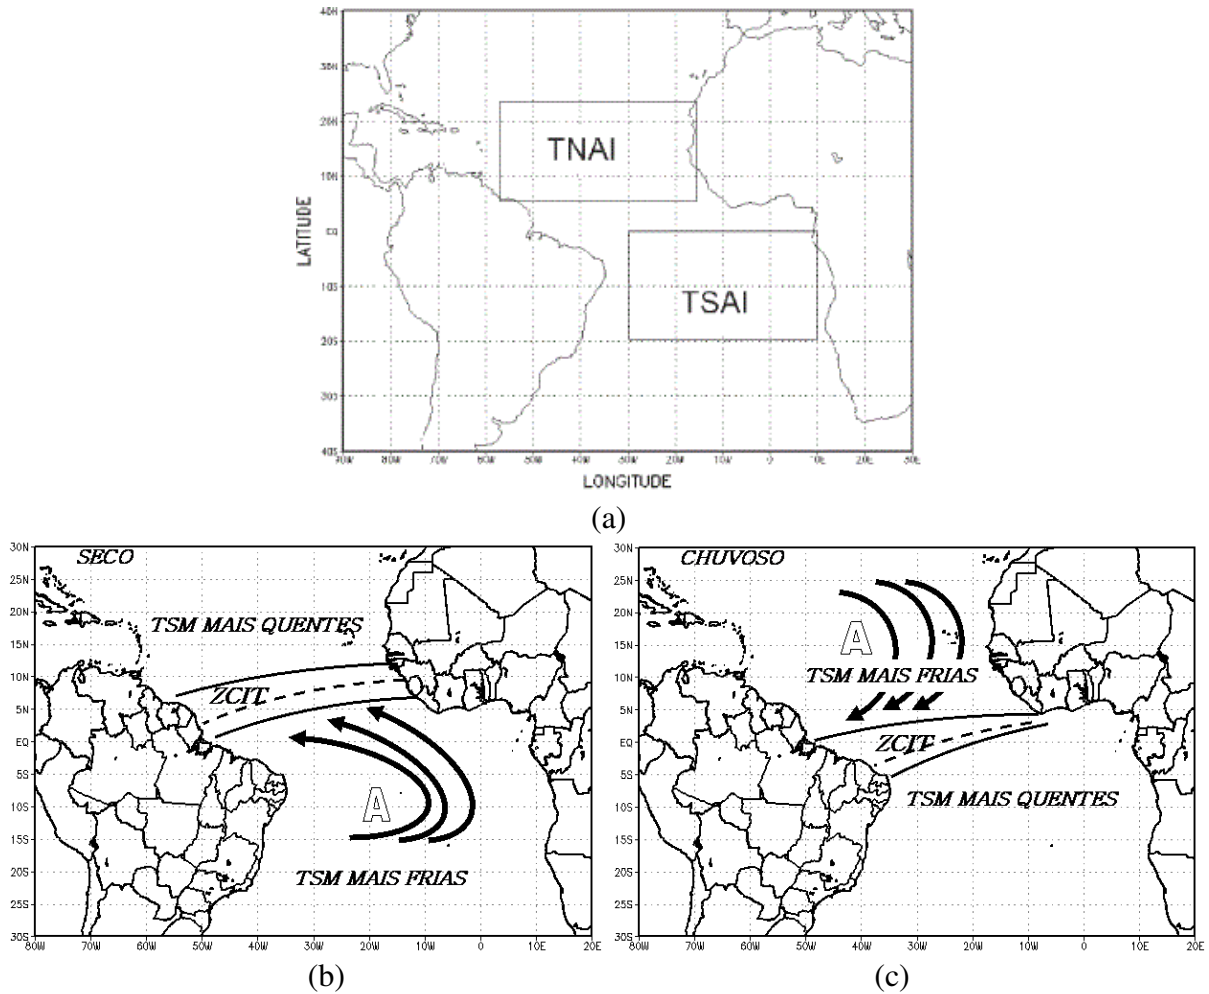 40N
30N
TNAI
20N
10N
LATITUDE
EQ
TSAI
10S
20S
30S
40S
90W 80W 70W 60W 50W 40W 30W 20W 10W 0 10E 20E 30E
LONGITUDE
(a)
30N SECO
25N
20N TSM MAIS QUENTES
15N
10N ZCIT
5N
EQ
5S
10S A
15S
20S TSM MAIS FRIAS
25S
30S
80W 70W 60W 50W 40W 30W 20W 10W 0 10E 20E
(b)
30N CHUVOSO
25N
20N
15N A
10N TSM MAIS FRIAS
5N
EQ ZCIT
5S
10S TSM MAIS QUENTES
15S
20S
25S
30S
80W 70W 60W 50W 40W 30W 20W 10W 0 10E 20E
(c)